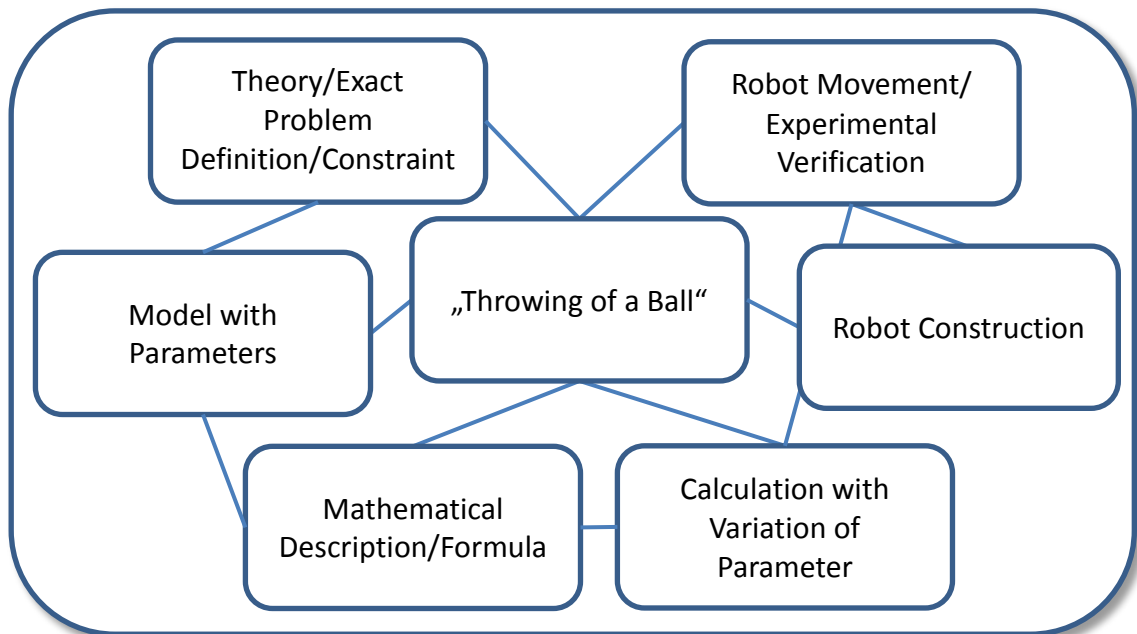 Theory/Exact
Problem
Definition/Constraint
Robot Movement/
Experimental
Verification
Model with
Parameters
„Throwing of a Ball“
Robot Construction
Mathematical
Description/Formula
Calculation with
Variation of
Parameter